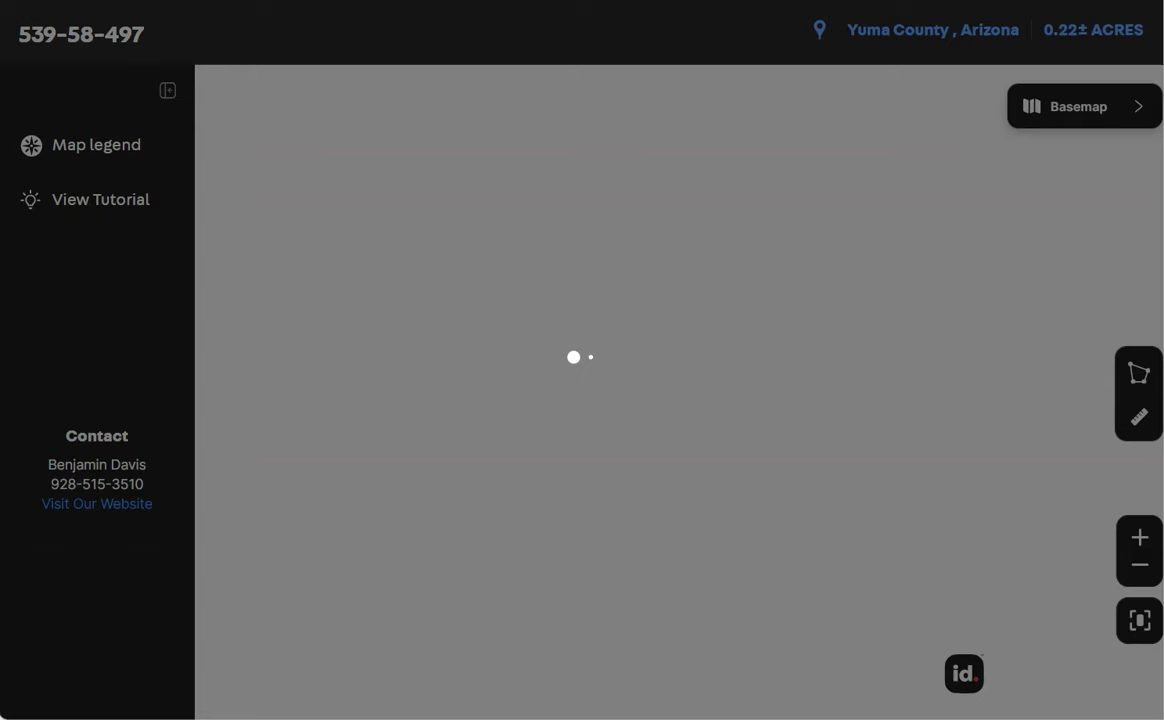 539-58-497
Yuma County , Arizona
0.22± ACRES
Basemap
Map legend
View Tutorial
Contact
Benjamin Davis
928-515-3510
Visit Our Website
id.